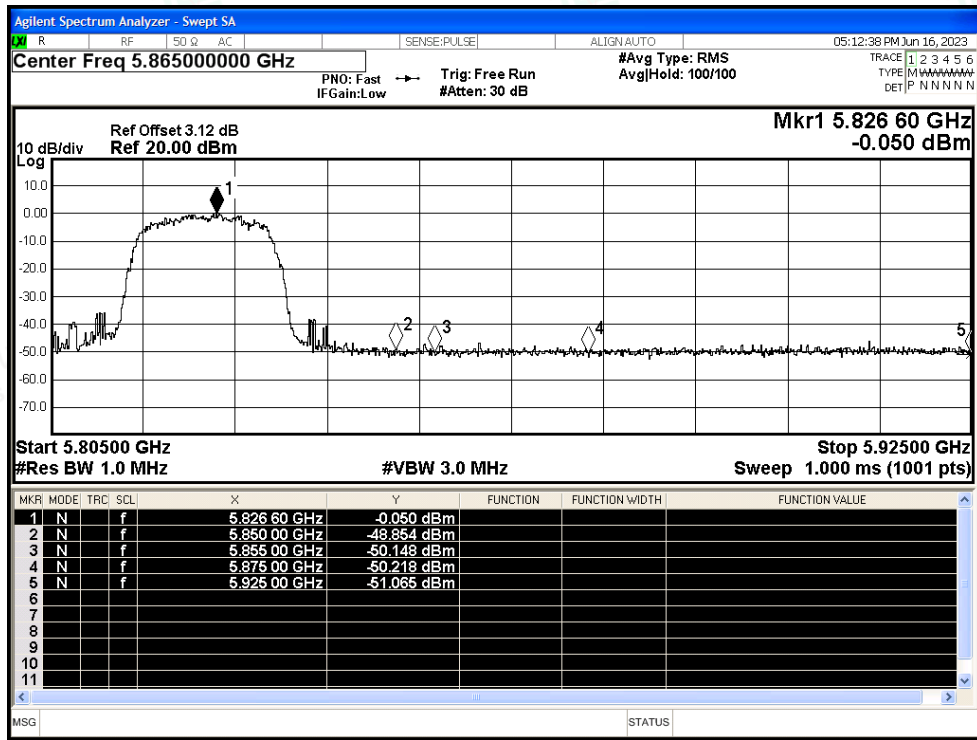 Agilent Spectrum Analyzer - Swept SA
LXI R RF 50 Ω AC SENSE:PULSE ALIGN AUTO 05:12:38 PM Jun 16, 2023
Center Freq 5.865000000 GHz
PNO: Fast
IFGain:Low
Trig: Free Run
#Atten: 30 dB
#Avg Type: RMS
Avg|Hold: 100/100
TRACE 1 2 3 4 5 6
TYPE M WWWWW
DET P N N N N N
Mkr1 5.826 60 GHz
-0.050 dBm
Ref Offset 3.12 dB
10 dB/div Ref 20.00 dBm
Log
10.0
0.00
-10.0
-20.0
-30.0
-40.0
-50.0
-60.0
-70.0
1
2
3
4
5
Start 5.80500 GHz Stop 5.92500 GHz
#Res BW 1.0 MHz #VBW 3.0 MHz Sweep 1.000 ms (1001 pts)
MKR MODE TRC SCL X Y FUNCTION FUNCTION WIDTH FUNCTION VALUE
1 N f 5.826 60 GHz -0.050 dBm
2 N f 5.850 00 GHz -48.854 dBm
3 N f 5.855 00 GHz -50.148 dBm
4 N f 5.875 00 GHz -50.218 dBm
5 N f 5.925 00 GHz -51.065 dBm
6
7
8
9
10
11
MSG STATUS